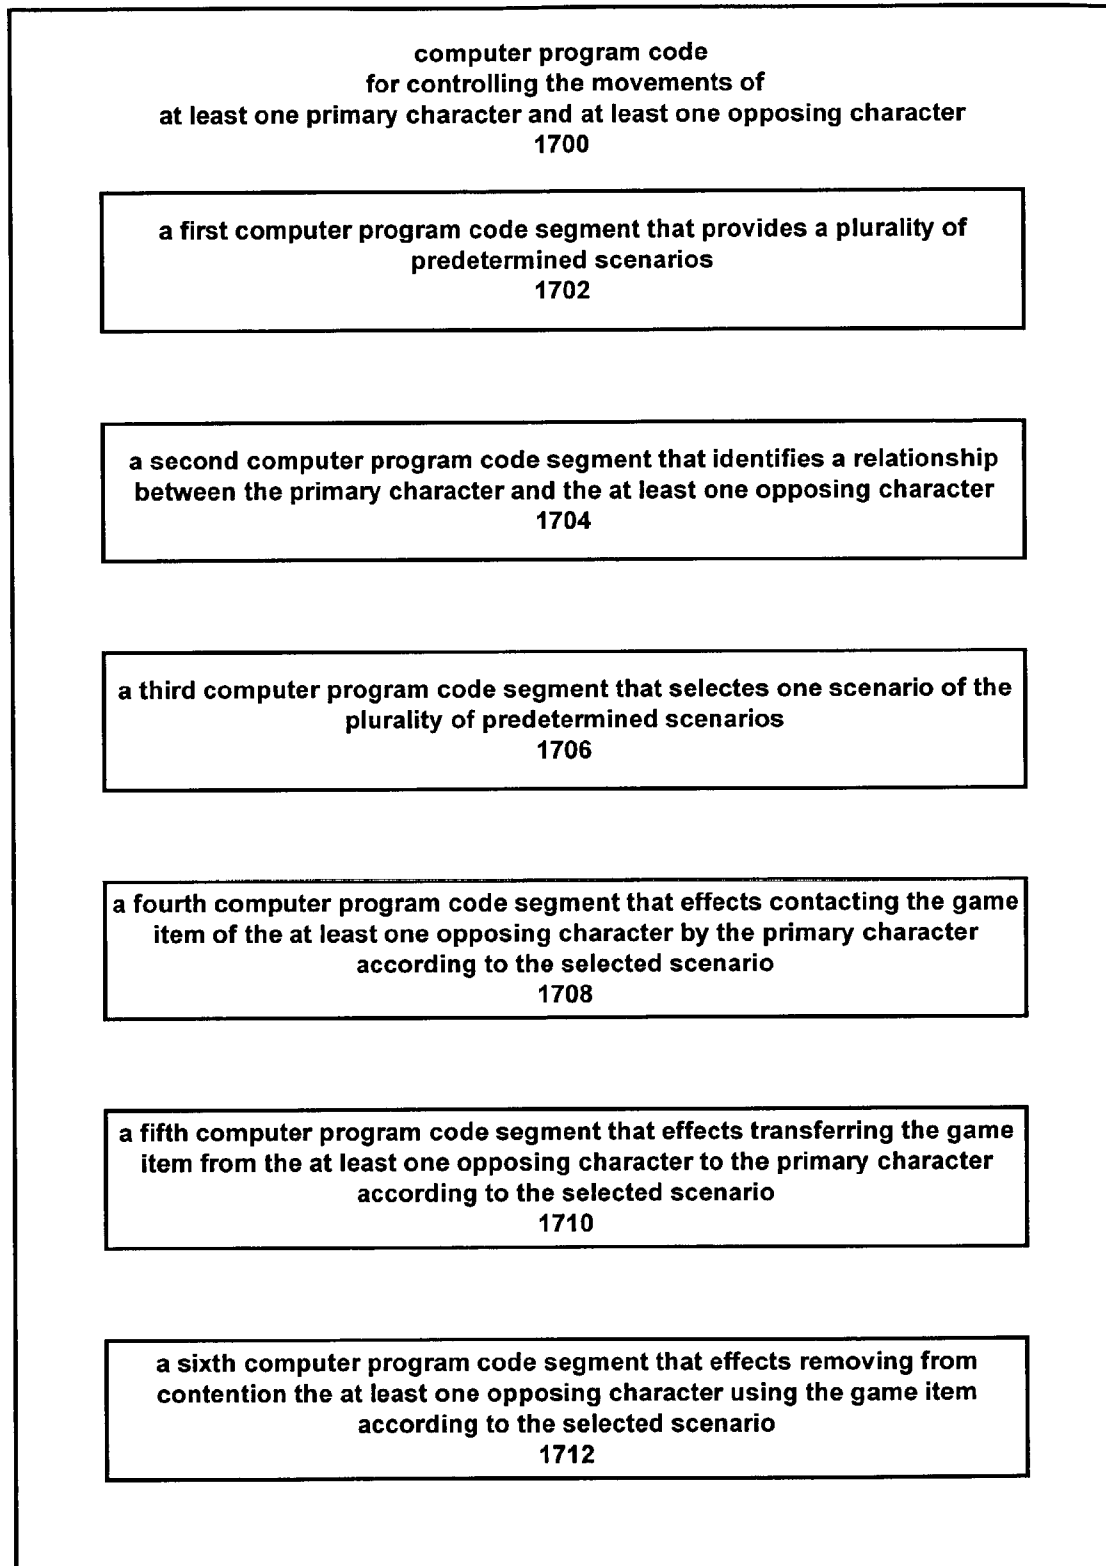 computer program code
for controlling the movements of
at least one primary character and at least one opposing character
1700
a first computer program code segment that provides a plurality of
predetermined scenarios
1702
a second computer program code segment that identifies a relationship
between the primary character and the at least one opposing character
1704
a third computer program code segment that selectes one scenario of the
plurality of predetermined scenarios
1706
a fourth computer program code segment that effects contacting the game
item of the at least one opposing character by the primary character
according to the selected scenario
1708
a fifth computer program code segment that effects transferring the game
item from the at least one opposing character to the primary character
according to the selected scenario
1710
a sixth computer program code segment that effects removing from
contention the at least one opposing character using the game item
according to the selected scenario
1712